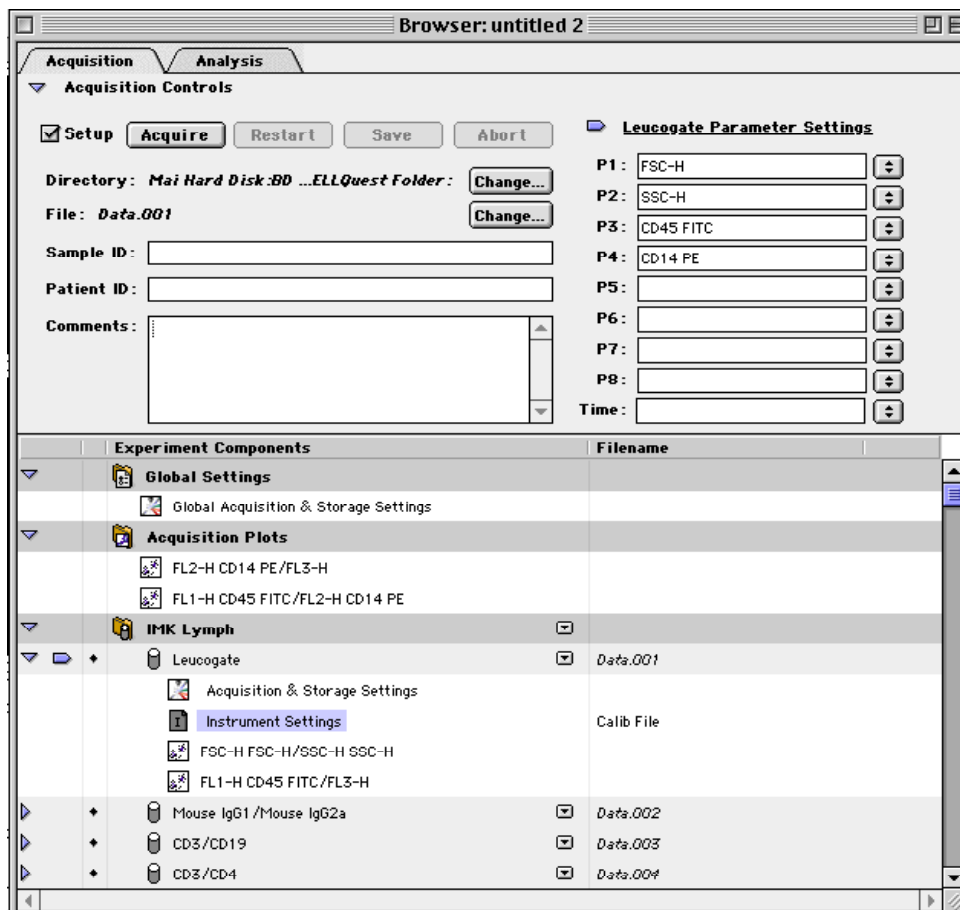 Browser: untitled 2
Acquisition Analysis
Acquisition Controls
Setup Acquire Restart Save Abort
Directory: Mai Hard Disk:BD ...ELLQuest Folder: Change...
File: Data.001 Change...
Sample ID:
Patient ID:
Comments:
Leucogate Parameter Settings
P1: FSC-H
P2: SSC-H
P3: CD45 FITC
P4: CD14 PE
P5:
P6:
P7:
P8:
Time:
Experiment Components Filename
Global Settings
Global Acquisition & Storage Settings
Acquisition Plots
FL2-H CD14 PE/FL3-H
FL1-H CD45 FITC/FL2-H CD14 PE
IMK Lymph
Leucogate Data.001
Acquisition & Storage Settings
I Instrument Settings Calib File
FSC-H FSC-H/SSC-H SSC-H
FL1-H CD45 FITC/FL3-H
Mouse IgG1/Mouse IgG2a Data.002
CD3/CD19 Data.003
CD3/CD4 Data.004